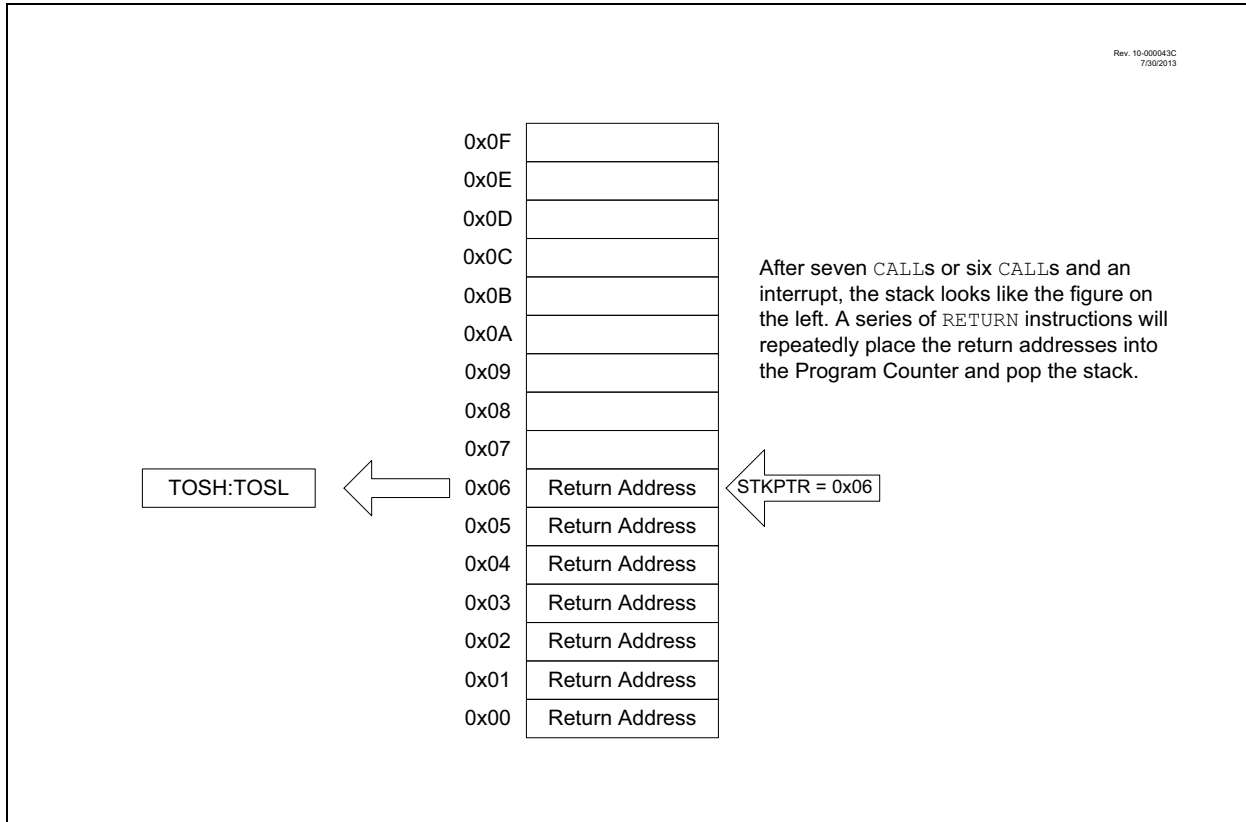 Rev. 10-000043C
7/30/2013
0x0F
0x0E
0x0D
0x0C
0x0B
0x0A
0x09
0x08
0x07
After seven CALLs or six CALLs and an
interrupt, the stack looks like the figure on
the left. A series of RETURN instructions will
repeatedly place the return addresses into
the Program Counter and pop the stack.
TOSH:TOSL
0x06 Return Address
STKPTR = 0x06
0x05 Return Address
0x04 Return Address
0x03 Return Address
0x02 Return Address
0x01 Return Address
0x00 Return Address